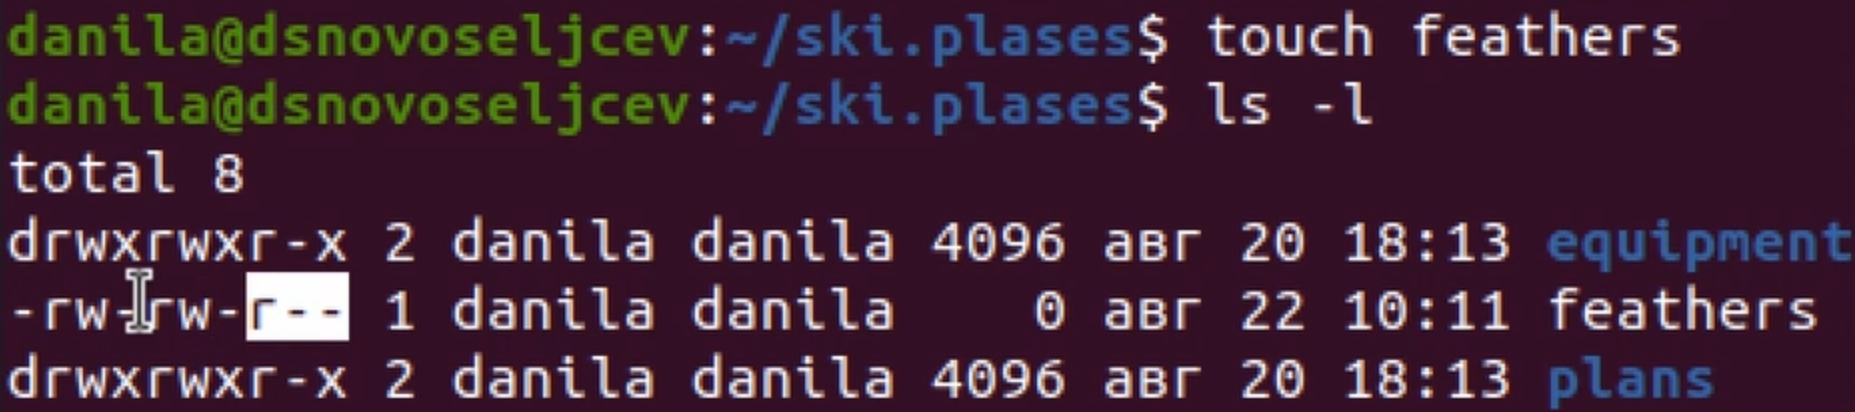 danila@dsnovoseljcev:~/ski.plases$ touch feathers
danila@dsnovoseljcev:~/ski.plases$ ls -l
total 8
drwxrwxr-x 2 danila danila 4096 авг 20 18:13 equipment
-rw-rw-r-- 1 danila danila    0 авг 22 10:11 feathers
drwxrwxr-x 2 danila danila 4096 авг 20 18:13 plans